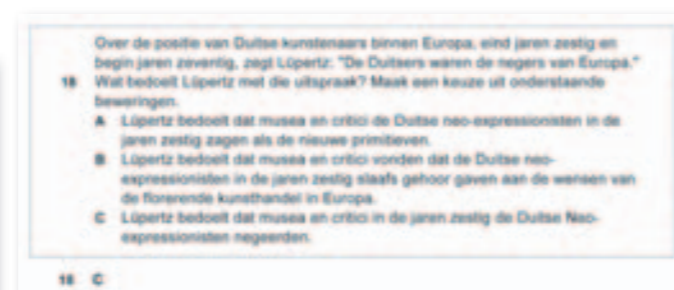 Over de positie van Duitse kunstenaars binnen Europa, eind jaren zestig en
begin jaren zeventig, zegt Lüpertz: "De Duitsers waren de negers van Europa."
18 Wat bedoelt Lüpertz met die uitspraak? Maak een keuze uit onderstaande
beweringen.
A Lüpertz bedoelt dat musea en critici de Duitse neo-expressionisten in de
jaren zestig zagen als de nieuwe primitieven.
B Lüpertz bedoelt dat musea en critici vonden dat de Duitse neo-
expressionisten in de jaren zestig slaafs gehoor gaven aan de wensen van
de florerende kunsthandel in Europa.
C Lüpertz bedoelt dat musea en critici in de jaren zestig de Duitse Neo-
expressionisten negeerden.
18 C